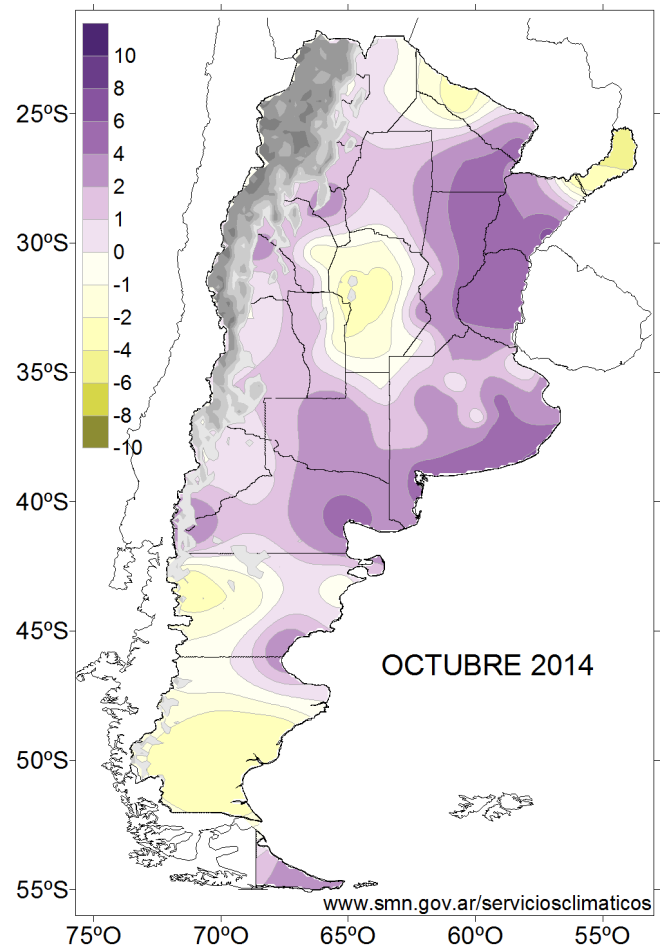 10
8
6
4
2
1
0
-1
-2
-4
-6
-8
-10
25ºS
30ºS
35ºS
40ºS
45ºS
50ºS
55ºS
OCTUBRE 2014
www.smn.gov.ar/serviciosclimaticos
75ºO 70ºO 65ºO 60ºO 55ºO